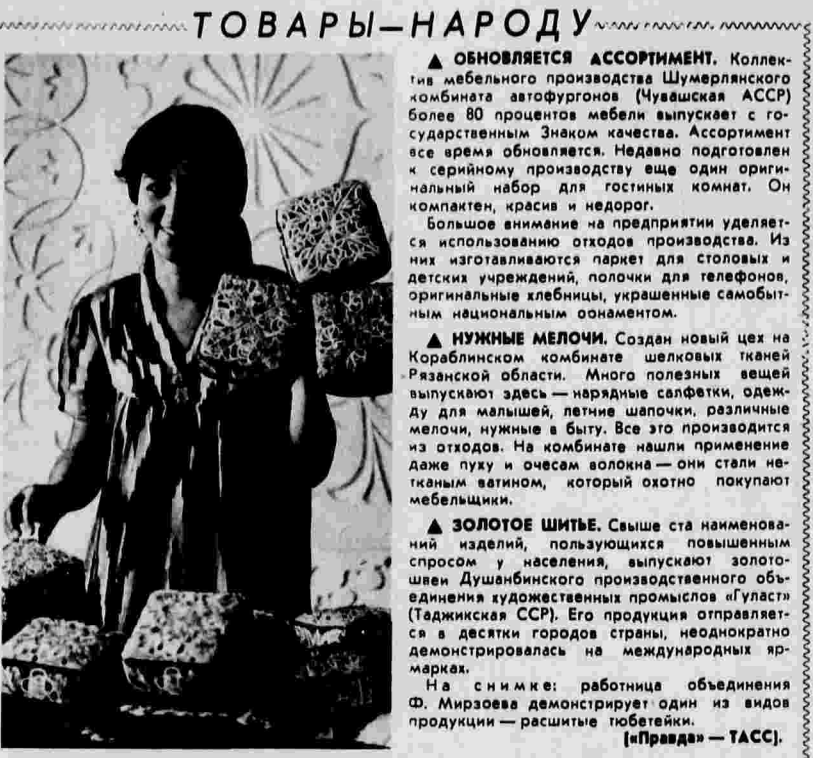 ТОВАРЫ—НАРОДУ
▲ ОБНОВЛЯЕТСЯ АССОРТИМЕНТ. Коллек-
тив мебельного производства Шумерлянского
комбината автофургонов (Чувашская АССР)
более 80 процентов мебели выпускает с го-
сударственным Знаком качества. Ассортимент
все время обновляется. Недавно подготовлен
к серийному производству еще один ориги-
нальный набор для гостиных комнат. Он
компактен, красив и недорог.
Большое внимание на предприятии уделяет-
ся использованию отходов производства. Из
них изготавливаются паркет для столовых и
детских учреждений, полочки для телефонов,
оригинальные хлебницы, украшенные самобыт-
ным национальным оонаментом.
▲ НУЖНЫЕ МЕЛОЧИ. Создан новый цех на
Кораблинском комбинате шелковых тканей
Рязанской области. Много полезных вещей
выпускают здесь — нарядные салфетки, одеж-
ду для малышей, летние шапочки, различные
мелочи, нужные в быту. Все это производится
из отходов. На комбинате нашли применение
даже пуху и очесам волокна — они стали не-
тканым ватином, который охотно покупают
мебельщики.
▲ ЗОЛОТОЕ ШИТЬЕ. Свыше ста наименова-
ний изделий, пользующихся повышенным
спросом у населения, выпускают золото-
швеи Душанбинского производственного объ-
единения художественных промыслов «Гуласт»
(Таджикская ССР). Его продукция отправляет-
ся в десятки городов страны, неоднократно
демонстрировалась на международных яр-
марках.
На снимке: работница объединения
Ф. Мирзоева демонстрирует один из видов
продукции — расшитые тюбетейки.
(«Правда» — ТАСС).